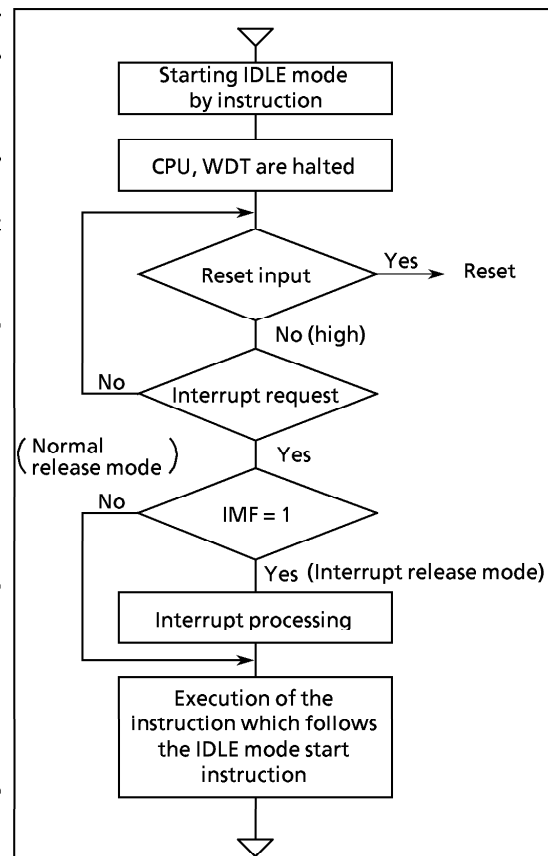 Starting IDLE mode
by instruction
CPU, WDT are halted
Reset input
Yes
Reset
No (high)
No
Interrupt request
(Normal
release mode)
Yes
No
IMF = 1
Yes (Interrupt release mode)
Interrupt processing
Execution of the
instruction which follows
the IDLE mode start
instruction